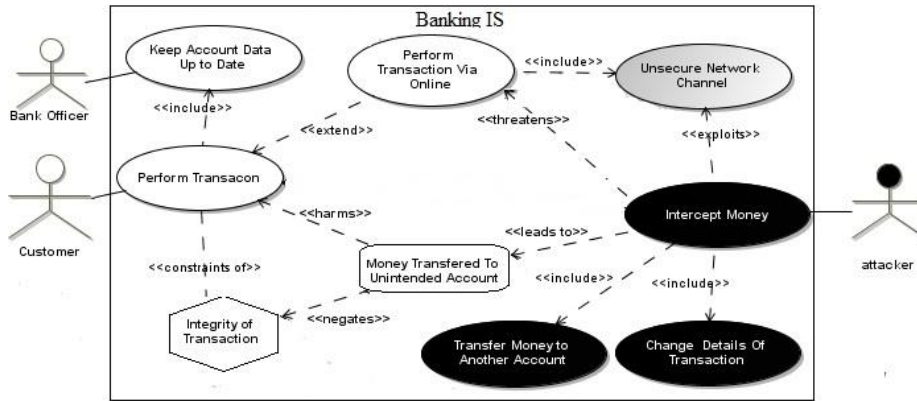 Banking IS
Keep Account Data
Up to Date
Perform
Transaction Via
Online
<<include>>
Unsecure Network
Channel
Bank Officer
<<include>>
<<extend>>
<<threatens>>
<<exploits>>
Perform Transacon
Intercept Money
Customer
<<harms>>
<<leads to>>
attacker
<<constraints of>>
Money Transfered To
Unintended Account
<<include>>
<<include>>
Integrity of
Transaction
<<negates>>
Transfer Money to
Another Account
Change Details Of
Transaction